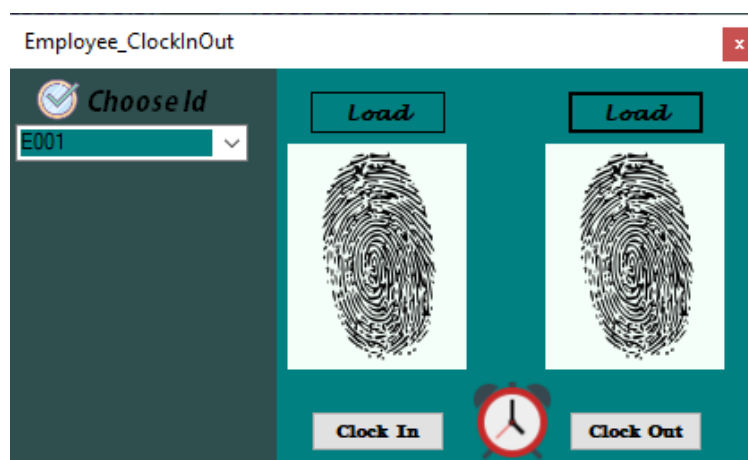 Employee_ClockInOut
x
Choose Id
E001
Load
Load
Clock In
Clock Out